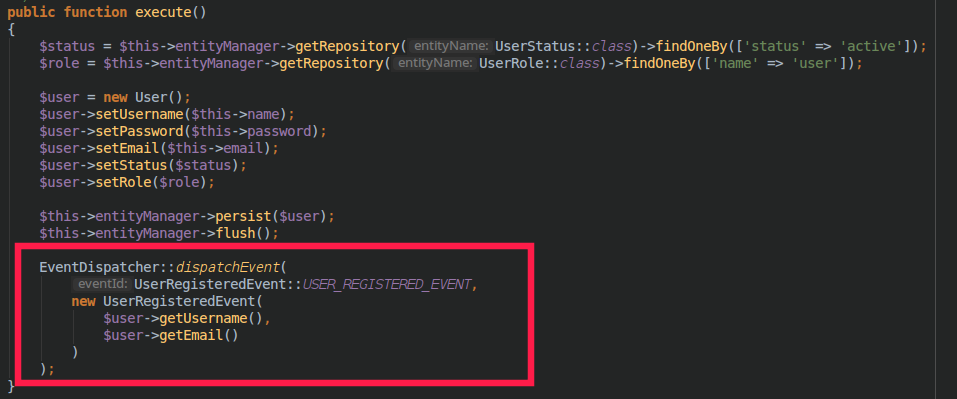 public function execute()
{
$status = $this->entityManager->getRepository( entityName: UserStatus::class)->findOneBy(['status' => 'active']);
$role = $this->entityManager->getRepository( entityName: UserRole::class)->findOneBy(['name' => 'user']);
$user = new User();
$user->setUsername($this->name);
$user->setPassword($this->password);
$user->setEmail($this->email);
$user->setStatus($status);
$user->setRole($role);
$this->entityManager->persist($user);
$this->entityManager->flush();
EventDispatcher::dispatchEvent(
eventId: UserRegisteredEvent::USER_REGISTERED_EVENT,
new UserRegisteredEvent(
$user->getUsername(),
$user->getEmail()
)
);
}